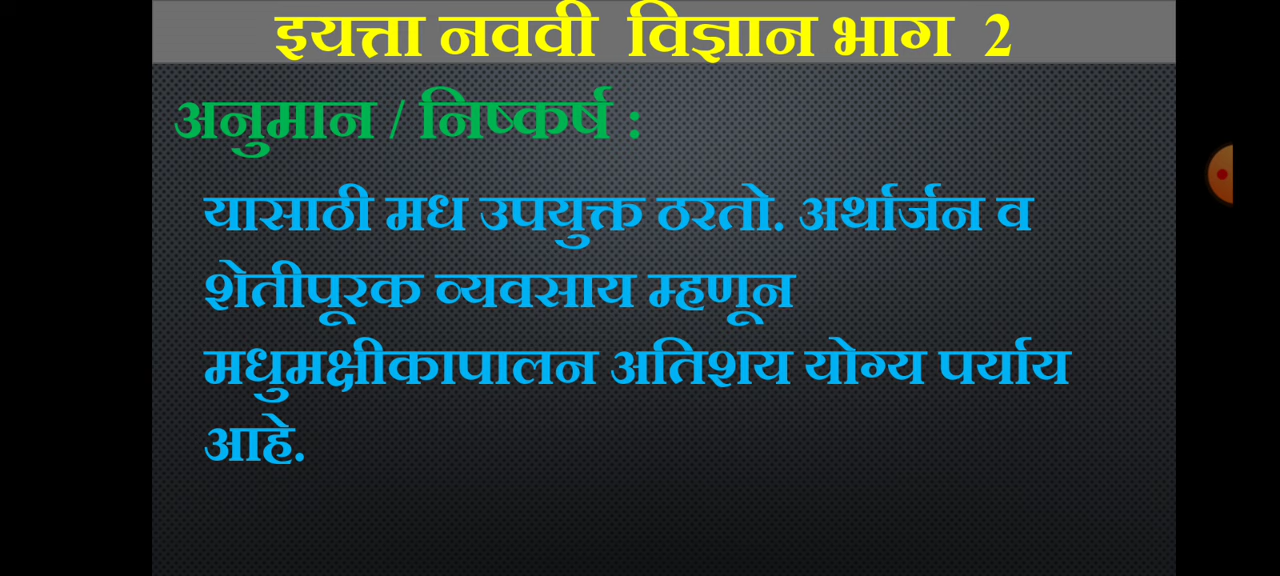 इयत्ता नववी विज्ञान भाग 2
अनुमान / निष्कर्ष :
यासाठी मध उपयुक्त ठरतो. अर्थार्जन व
शेतीपूरक व्यवसाय म्हणून
मधुमक्षीकापालन अतिशय योग्य पर्याय
आहे.